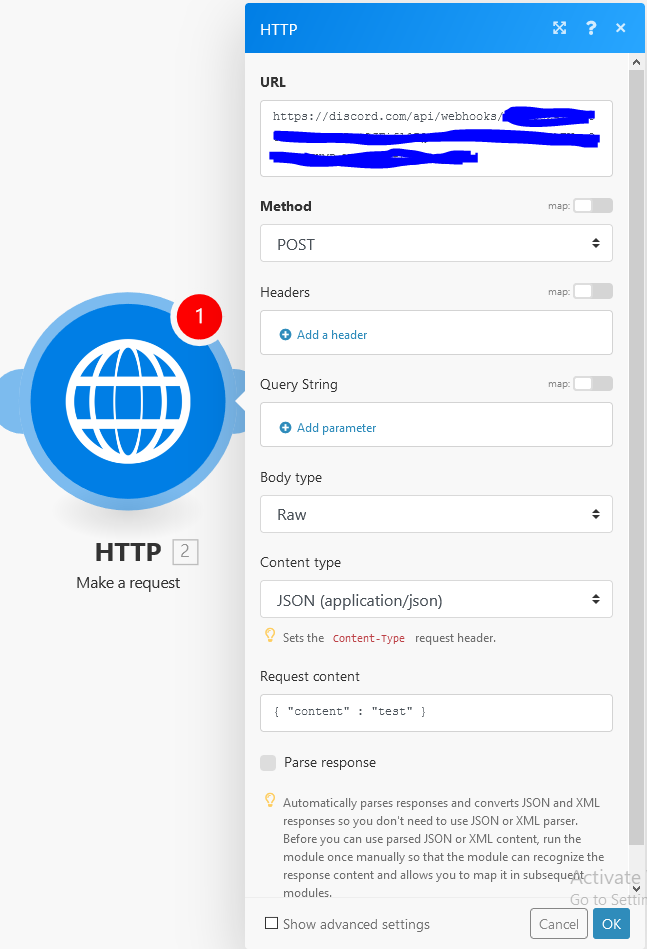 HTTP
URL
https://discord.com/api/webhooks/
Method
map:
POST
Headers
map:
Add a header
Query String
map:
Add parameter
Body type
Raw
Content type
JSON (application/json)
Sets the Content-Type request header.
Request content
{ "content" : "test" }
Parse response
Automatically parses responses and converts JSON and XML
responses so you don't need to use JSON or XML parser.
Before you can use parsed JSON or XML content, run the
module once manually so that the module can recognize the
response content and allows you to map it in subsequent
modules.
Show advanced settings
Cancel
OK
1
HTTP 2
Make a request
Activate
Go to Settin